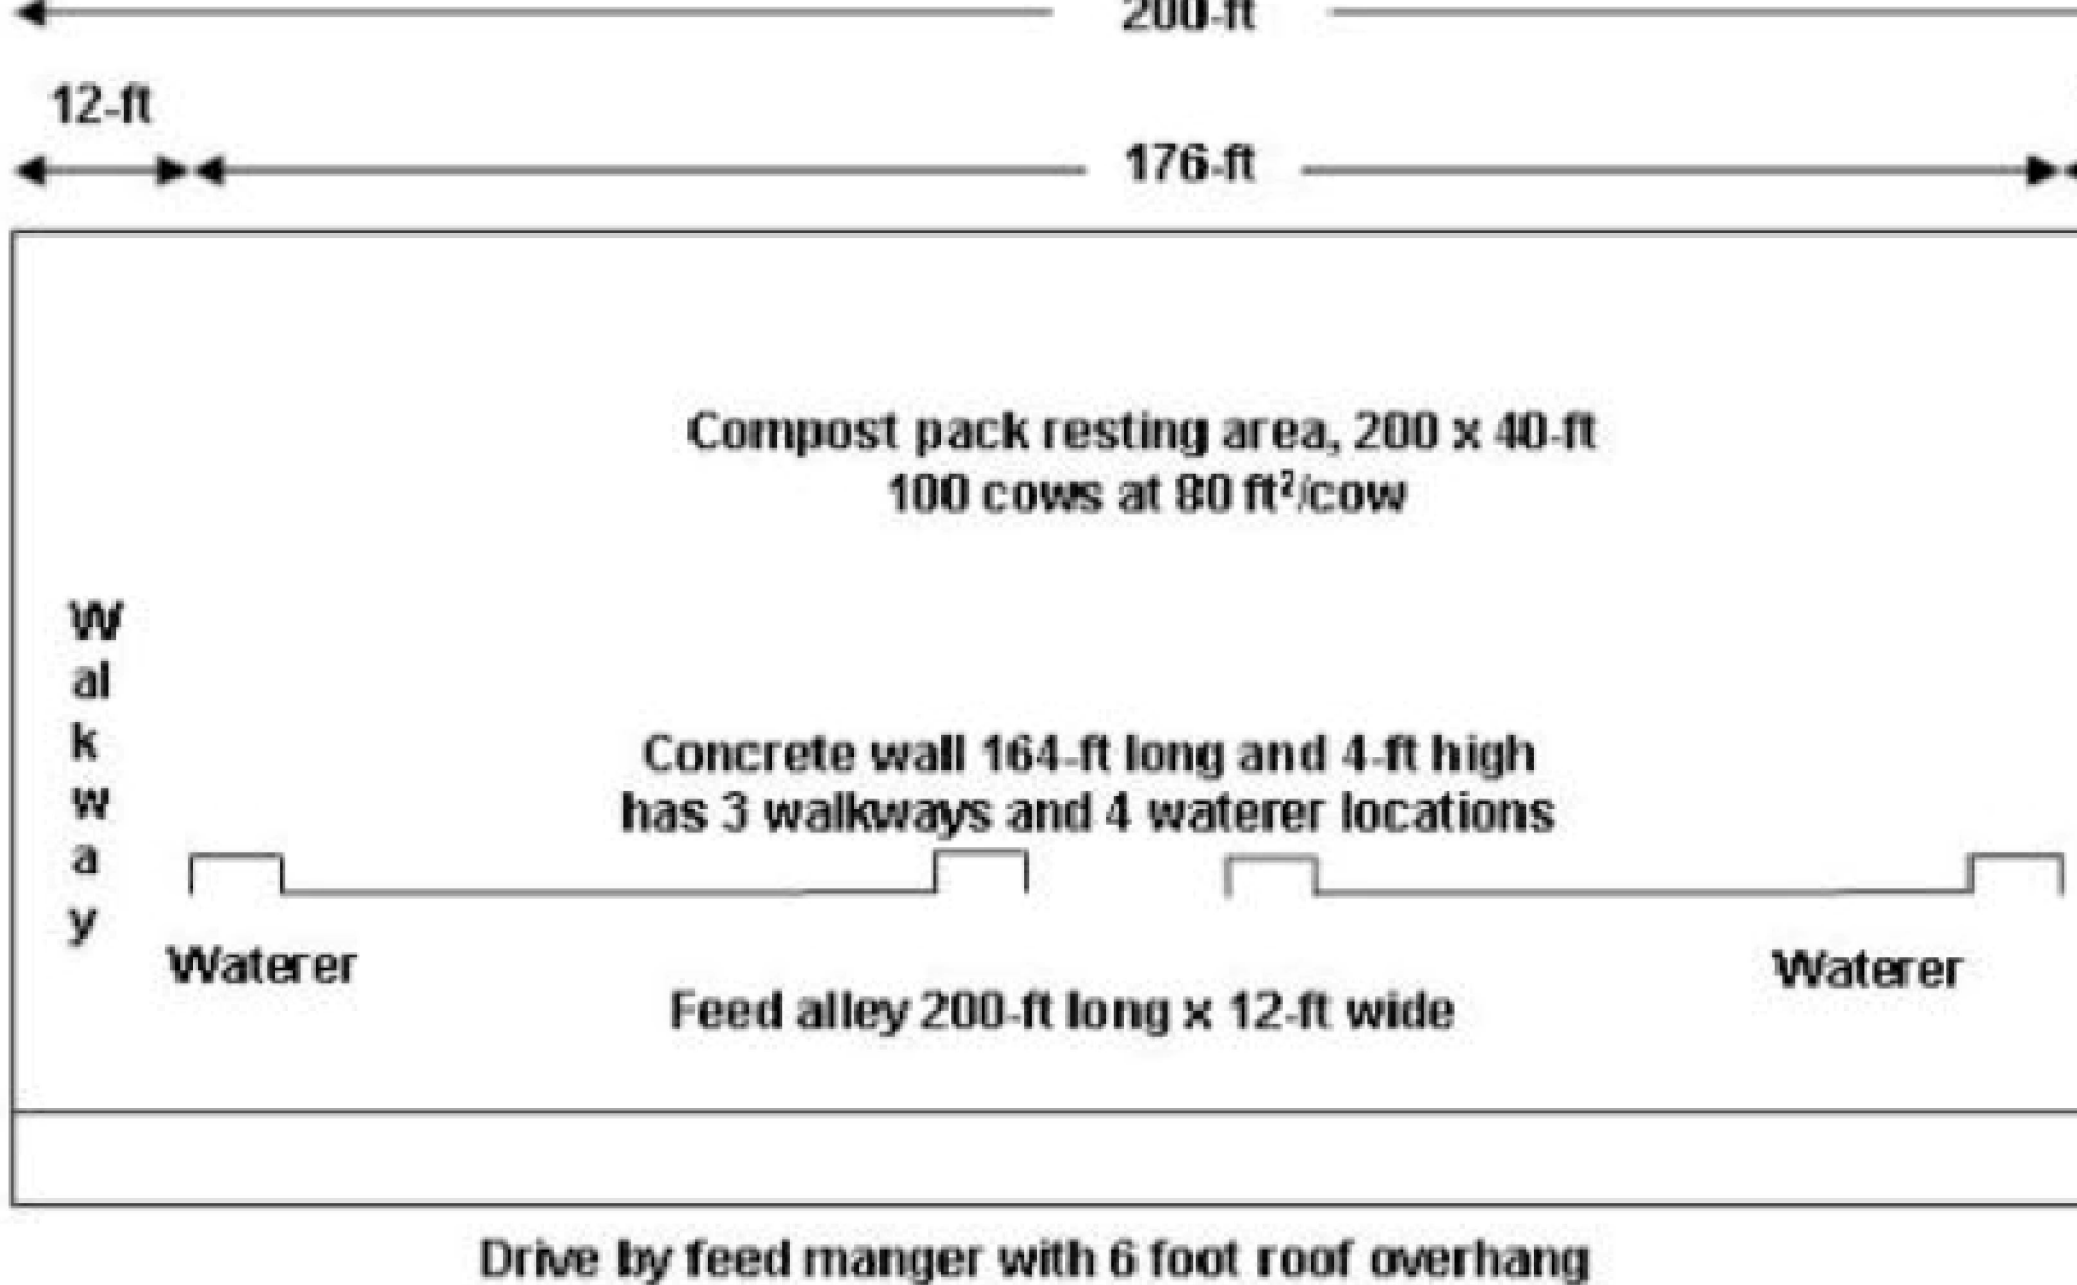 200-ft
12-ft
176-ft
Compost pack resting area, 200 x 40-ft
100 cows at 80 ft²/cow
W
al
k
w
a
y
Concrete wall 164-ft long and 4-ft high
has 3 walkways and 4 waterer locations
Waterer
Waterer
Feed alley 200-ft long x 12-ft wide
Drive by feed manger with 6 foot roof overhang